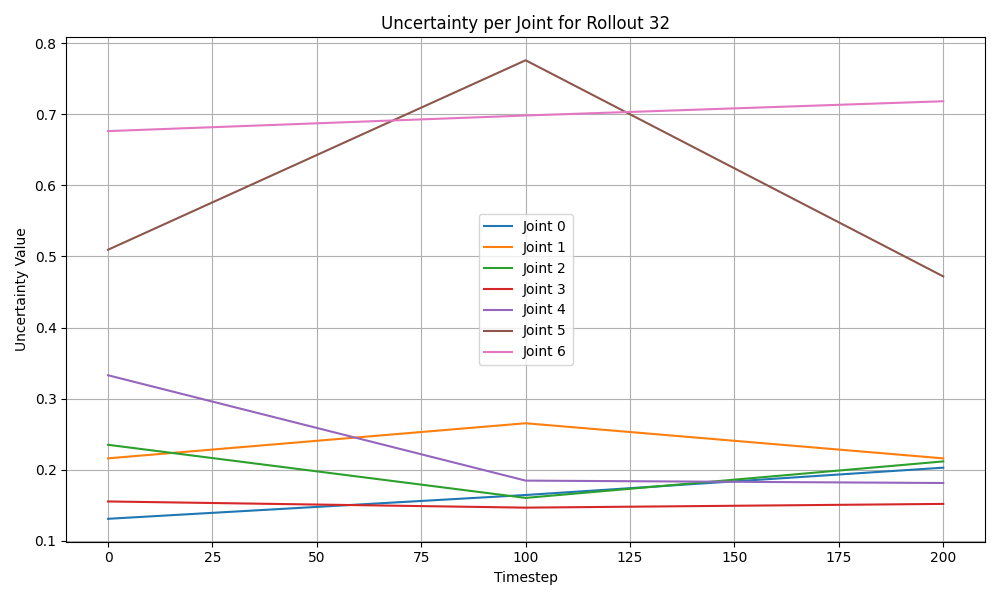 Uncertainty per Joint for Rollout 32
0.8
0.7
0.6
0.5
0.4
0.3
0.2
0.1
Uncertainty Value
Joint 0
Joint 1
Joint 2
Joint 3
Joint 4
Joint 5
Joint 6
0 25 50 75 100 125 150 175 200
Timestep